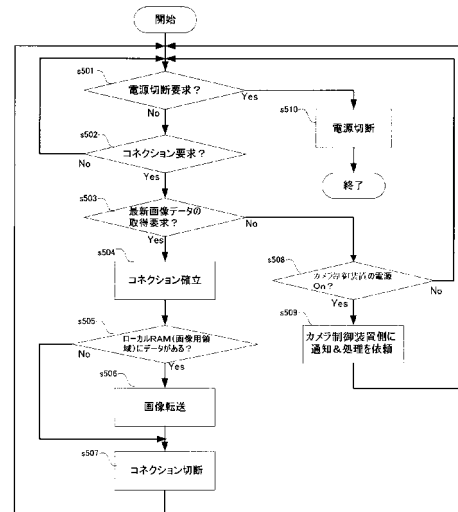 開始
s501
電源切断要求？
Yes
No
s510
電源切断
終了
s502
コネクション要求？
No
Yes
s503
最新画像データの
取得要求？
No
Yes
s504
コネクション確立
s508
カメラ制御装置の電源
On？
No
Yes
s505
ローカルRAM(画像用領
域)にデータがある？
No
Yes
s509
カメラ制御装置側に
通知＆処理を依頼
s506
画像転送
s507
コネクション切断